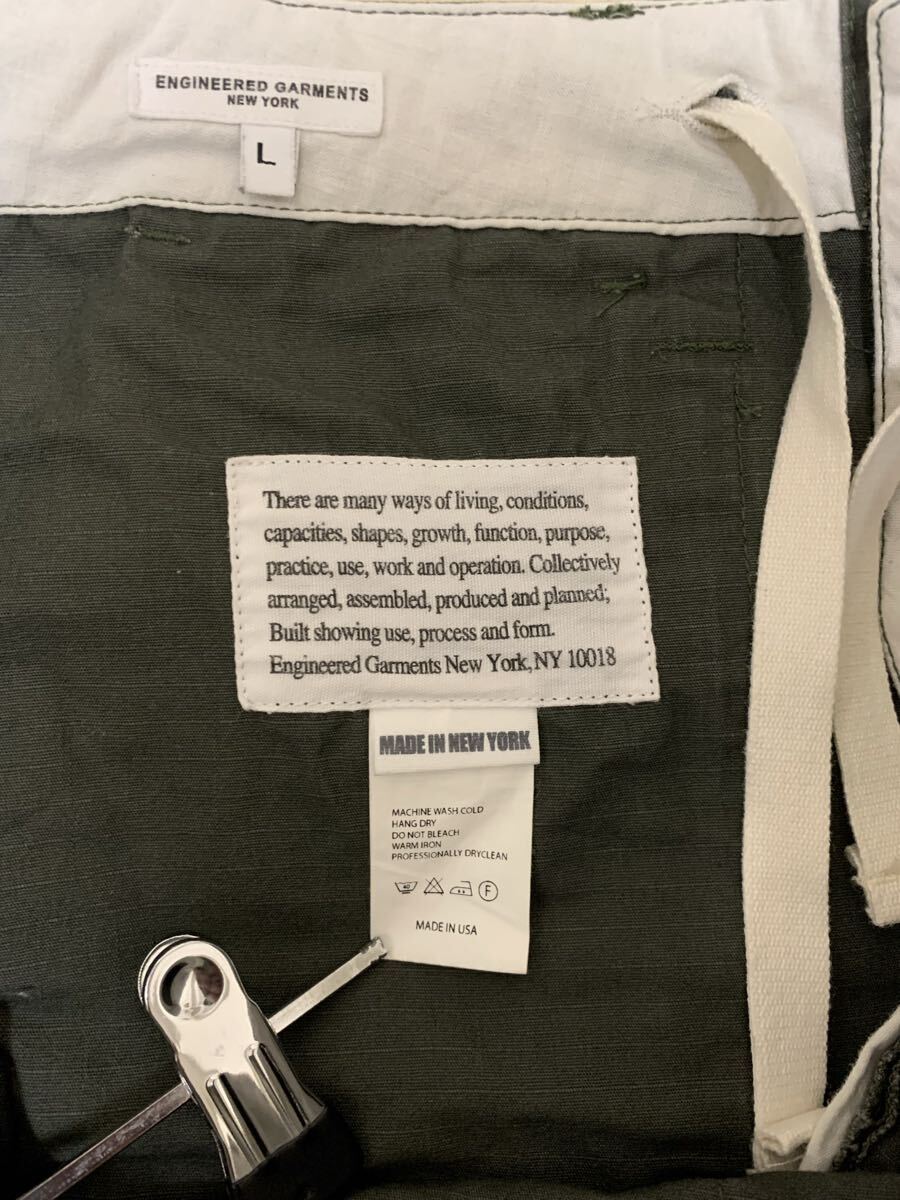 ENGINEERED GARMENTS
NEW YORK
L
There are many ways of living, conditions,
capacities, shapes, growth, function, purpose,
practice, use, work and operation. Collectively
arranged, assembled, produced and planned;
Built showing use, process and form.
Engineered Garments New York, NY 10018
MADE IN NEW YORK
MACHINE WASH COLD
HANG DRY
DO NOT BLEACH
WARM IRON
PROFESSIONALLY DRYCLEAN
40 F
MADE IN USA